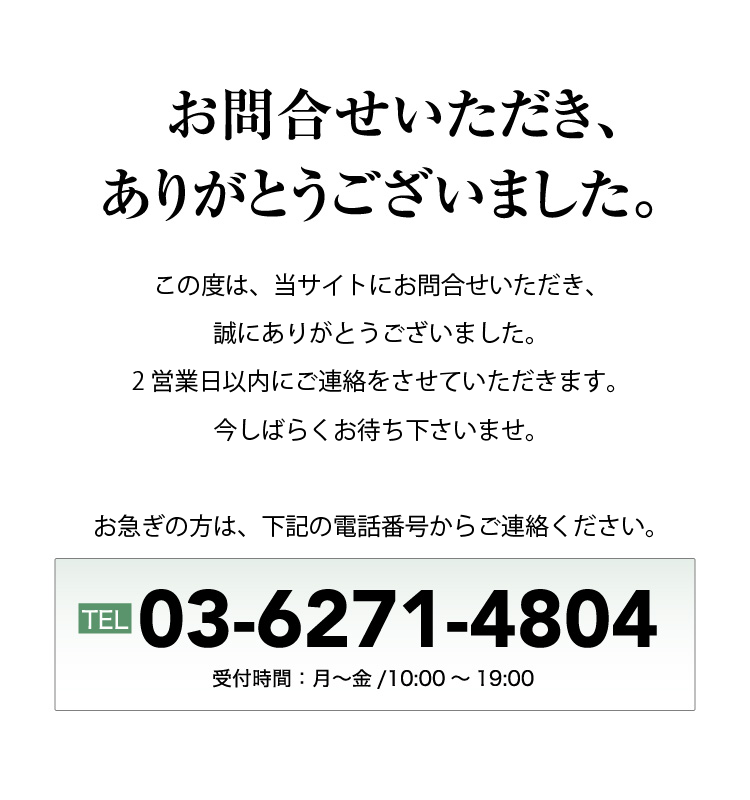 お問合せいただき、
ありがとうございました。
この度は、当サイトにお問合せいただき、
誠にありがとうございました。
2営業日以内にご連絡をさせていただきます。
今しばらくお待ち下さいませ。
お急ぎの方は、下記の電話番号からご連絡ください。
TEL 03-6271-4804
受付時間：月〜金 /10:00 〜 19:00